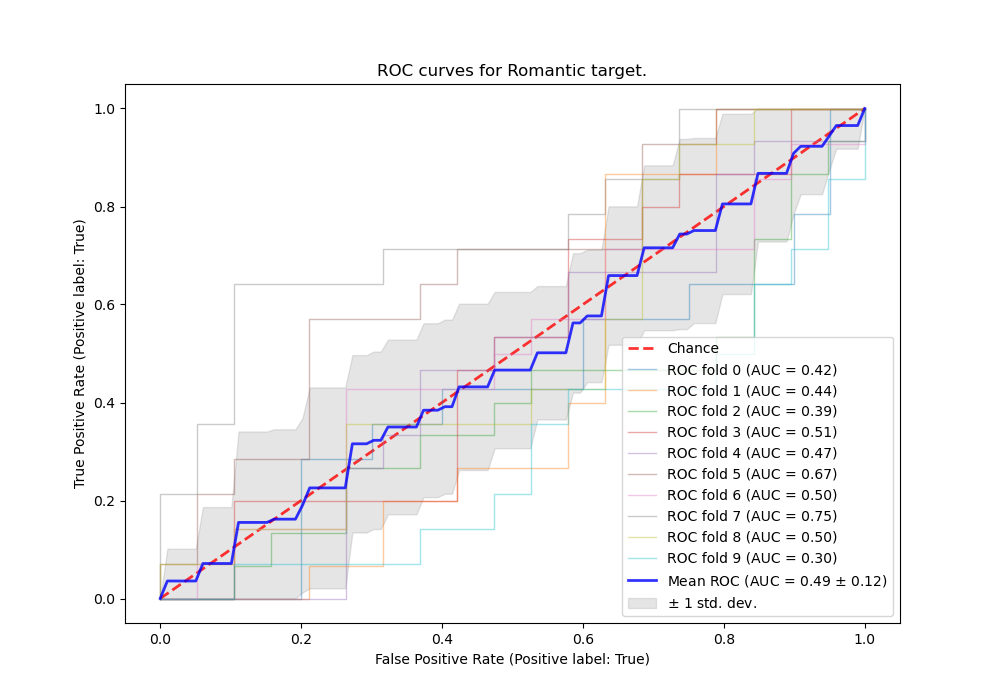 ROC curves for Romantic target.
True Positive Rate (Positive label: True)
1.0
0.8
0.6
0.4
0.2
0.0
Chance
ROC fold 0 (AUC = 0.42)
ROC fold 1 (AUC = 0.44)
ROC fold 2 (AUC = 0.39)
ROC fold 3 (AUC = 0.51)
ROC fold 4 (AUC = 0.47)
ROC fold 5 (AUC = 0.67)
ROC fold 6 (AUC = 0.50)
ROC fold 7 (AUC = 0.75)
ROC fold 8 (AUC = 0.50)
ROC fold 9 (AUC = 0.30)
Mean ROC (AUC = 0.49 ± 0.12)
± 1 std. dev.
0.0 0.2 0.4 0.6 0.8 1.0
False Positive Rate (Positive label: True)